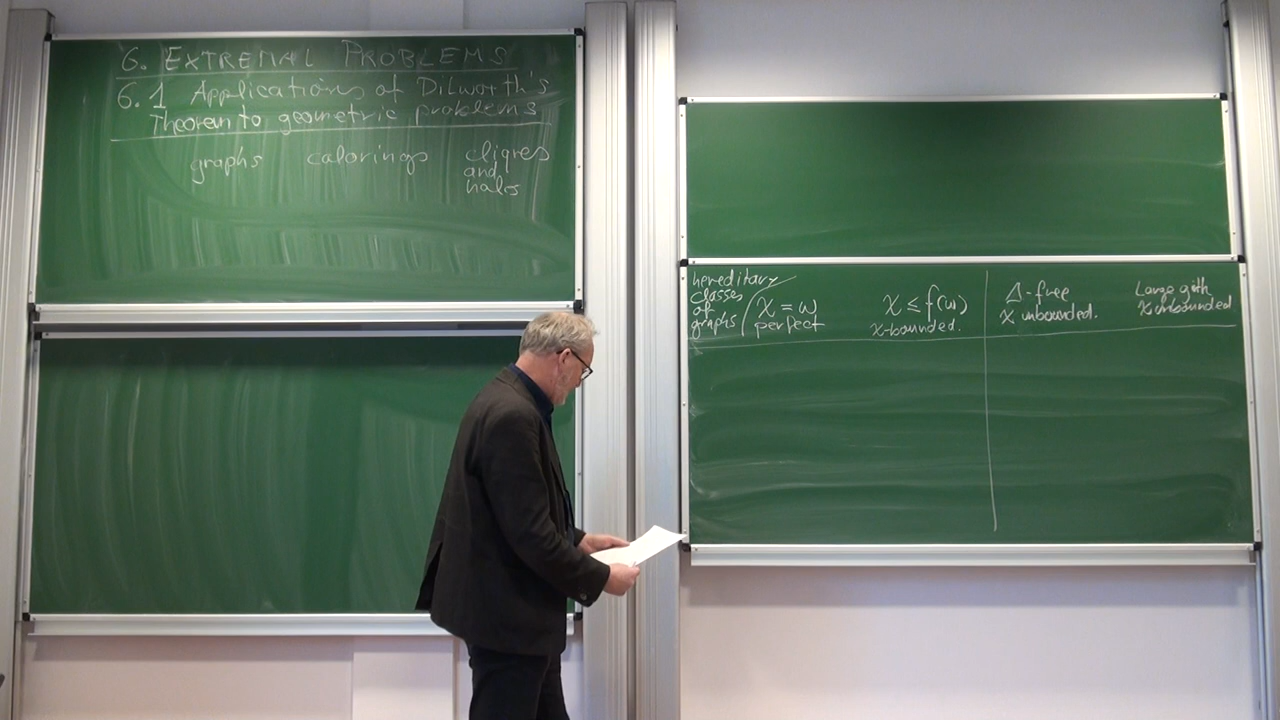 6. EXTREMAL PROBLEMS
6.1 Applications of Dilworth's
Theorem to geometric problems
graphs colorings cliques
and
holes
hereditary
classes
of
graphs
χ = ω
perfect
χ ≤ f(ω)
χ-bounded.
Δ-free
χ unbounded.
Large girth
χ unbounded